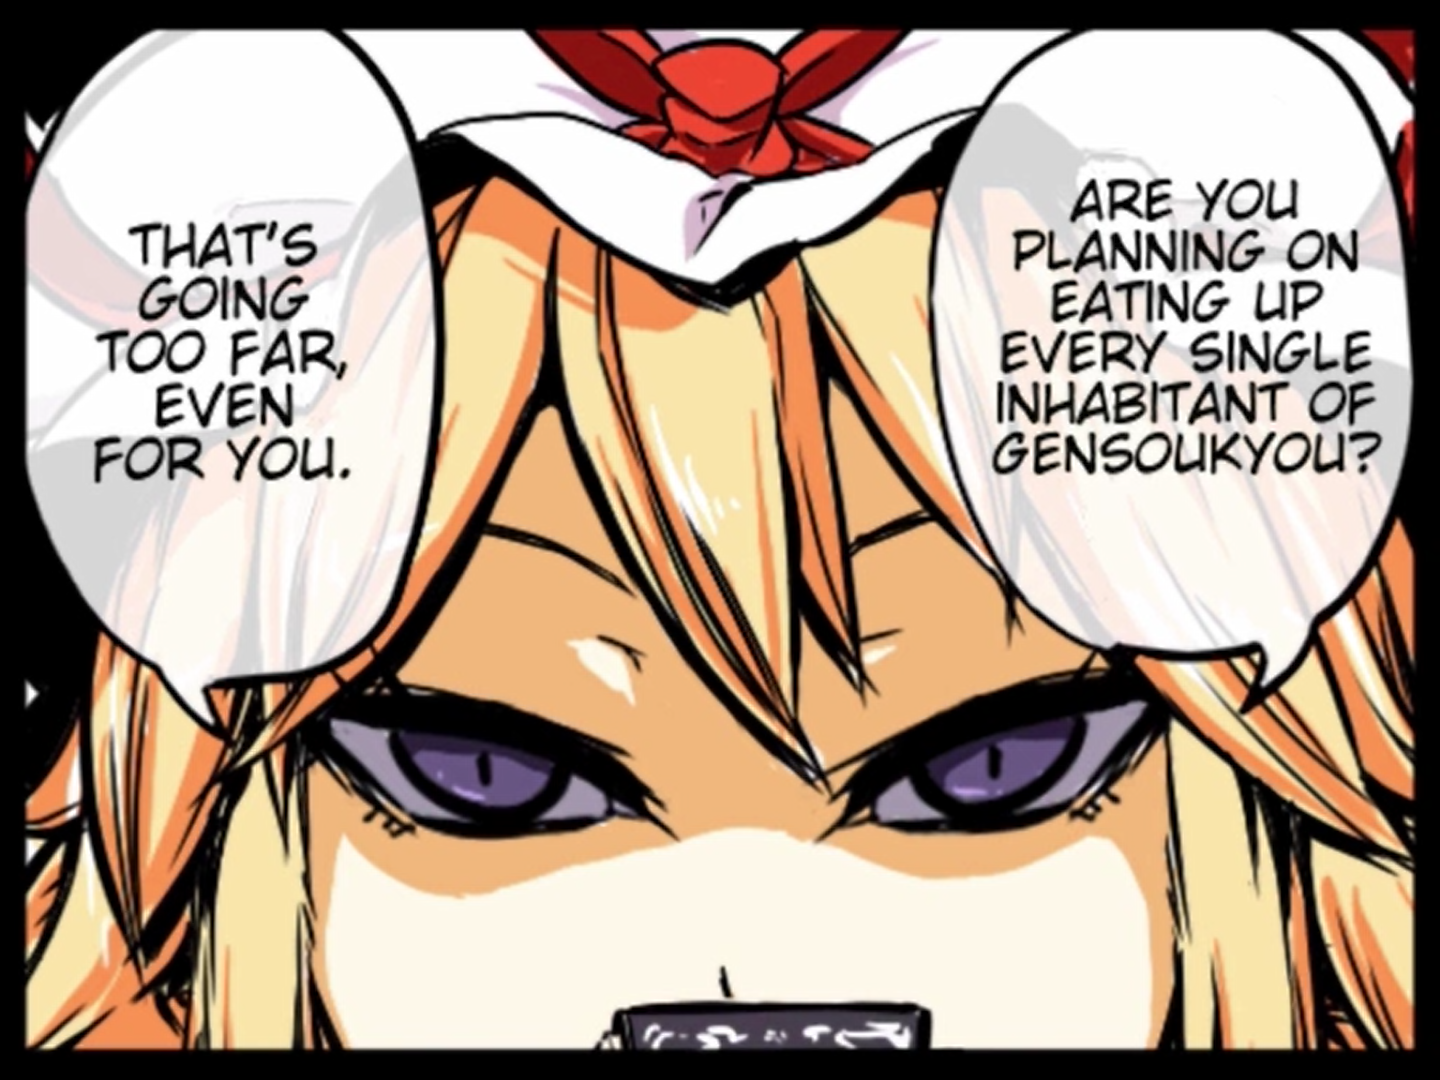 ARE YOU
PLANNING ON
EATING UP
EVERY SINGLE
INHABITANT OF
GENSOUKYOU?
THAT'S
GOING
TOO FAR,
EVEN
FOR YOU.